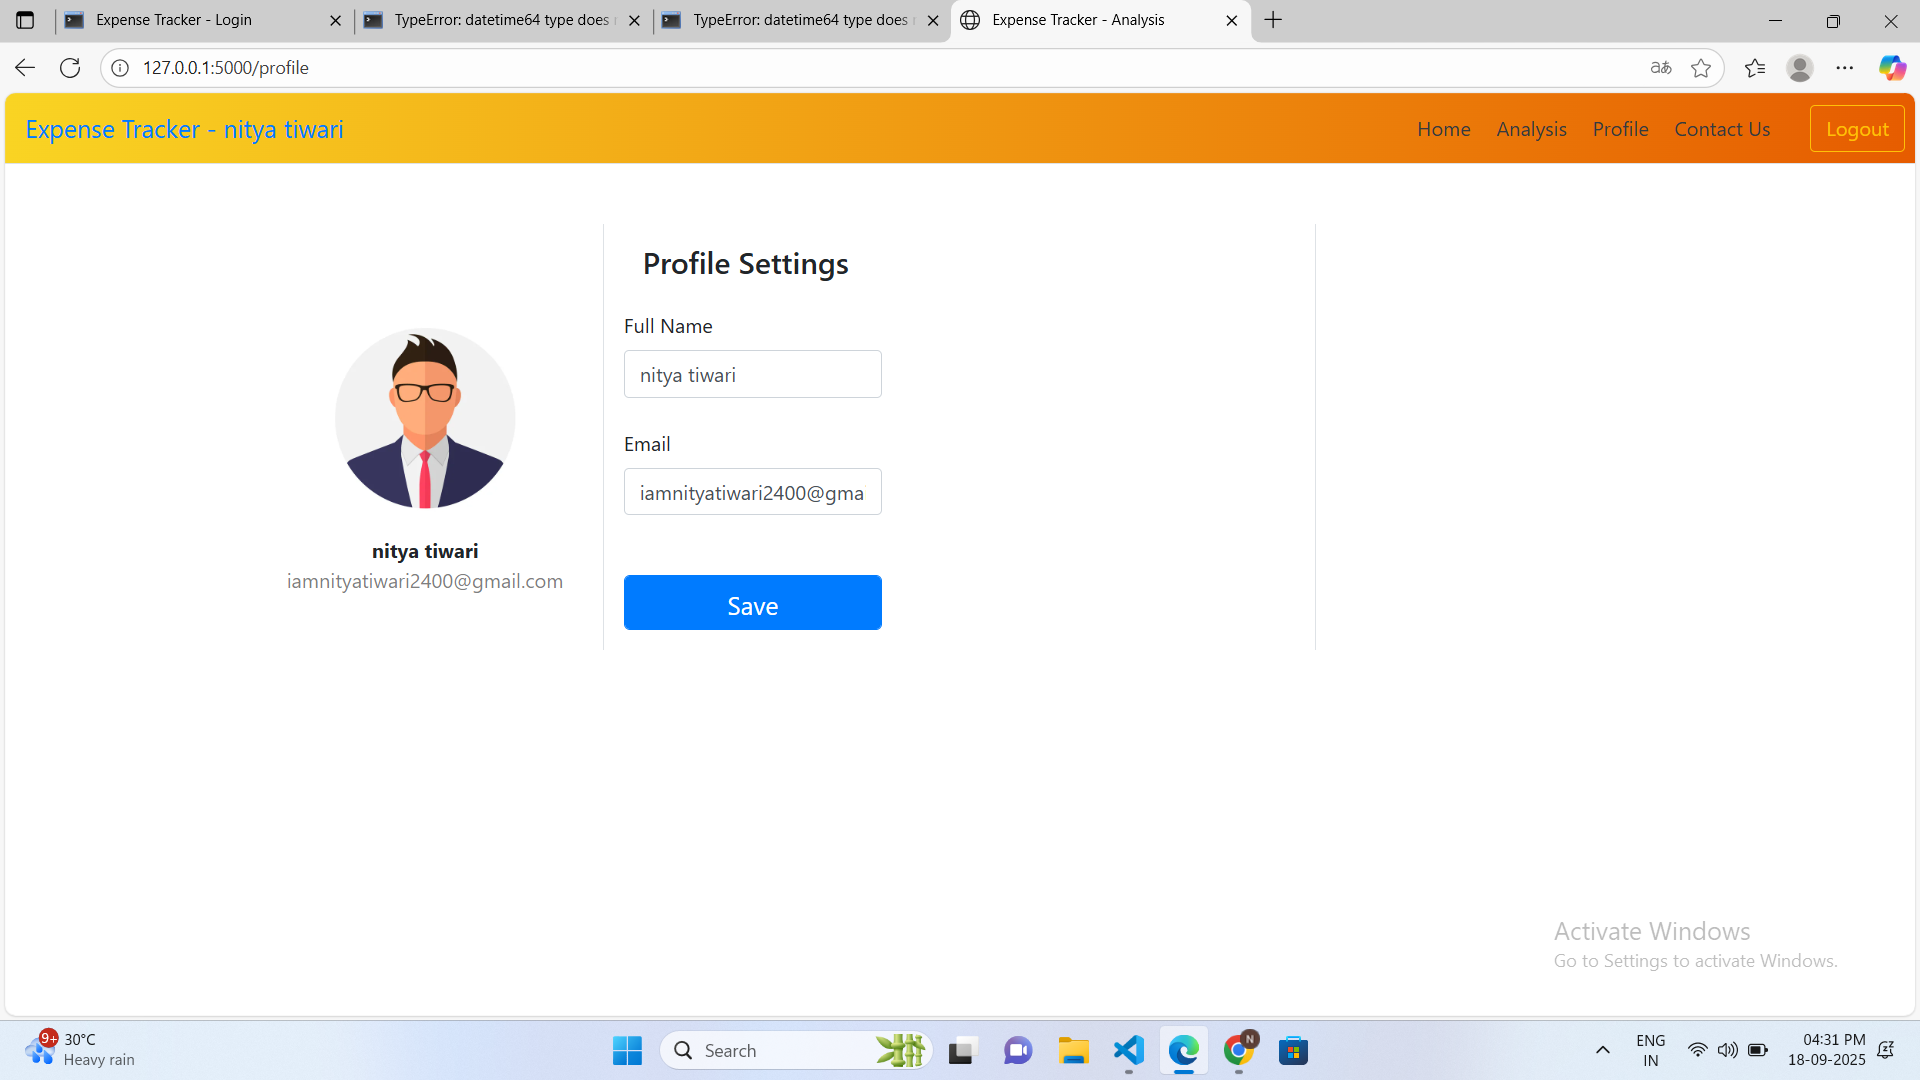 Expense Tracker - Login
TypeError: datetime64 type does
TypeError: datetime64 type does
Expense Tracker - Analysis
127.0.0.1:5000/profile
Expense Tracker - nitya tiwari
Home
Analysis
Profile
Contact Us
Logout
Profile Settings
Full Name
nitya tiwari
Email
iamnityatiwari2400@gma
Save
nitya tiwari
iamnityatiwari2400@gmail.com
Activate Windows
Go to Settings to activate Windows.
9+
30°C
Heavy rain
Search
N
ENG
IN
04:31 PM
18-09-2025